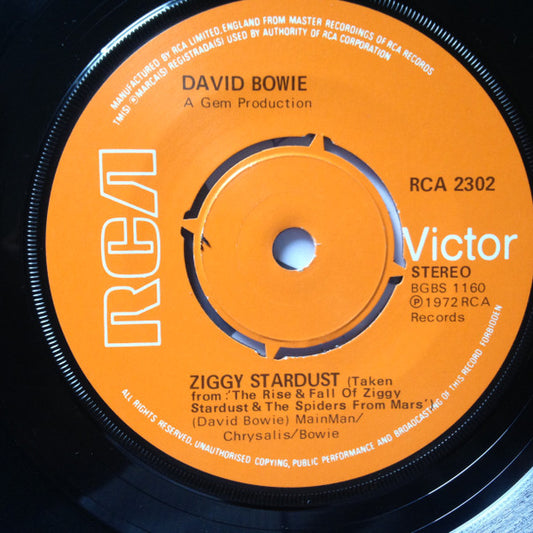 MANUFACTURED BY RCA LIMITED, ENGLAND FROM MASTER RECORDINGS OF RCA RECORDS
TM(S) ® MARCA(S) REGISTRADA(S) USED BY AUTHORITY OF RCA CORPORATION
DAVID BOWIE
A Gem Production
RCA
RCA 2302
Victor
STEREO
BGBS 1160
℗ 1972 RCA
Records
ZIGGY STARDUST (Taken
from :'The Rise & Fall Of Ziggy
Stardust & The Spiders From Mars')
(David Bowie) MainMan/
Chrysalis/Bowie
ALL RIGHTS RESERVED, UNAUTHORISED COPYING, PUBLIC PERFORMANCE AND BROADCASTING OF THIS RECORD FORBIDDEN